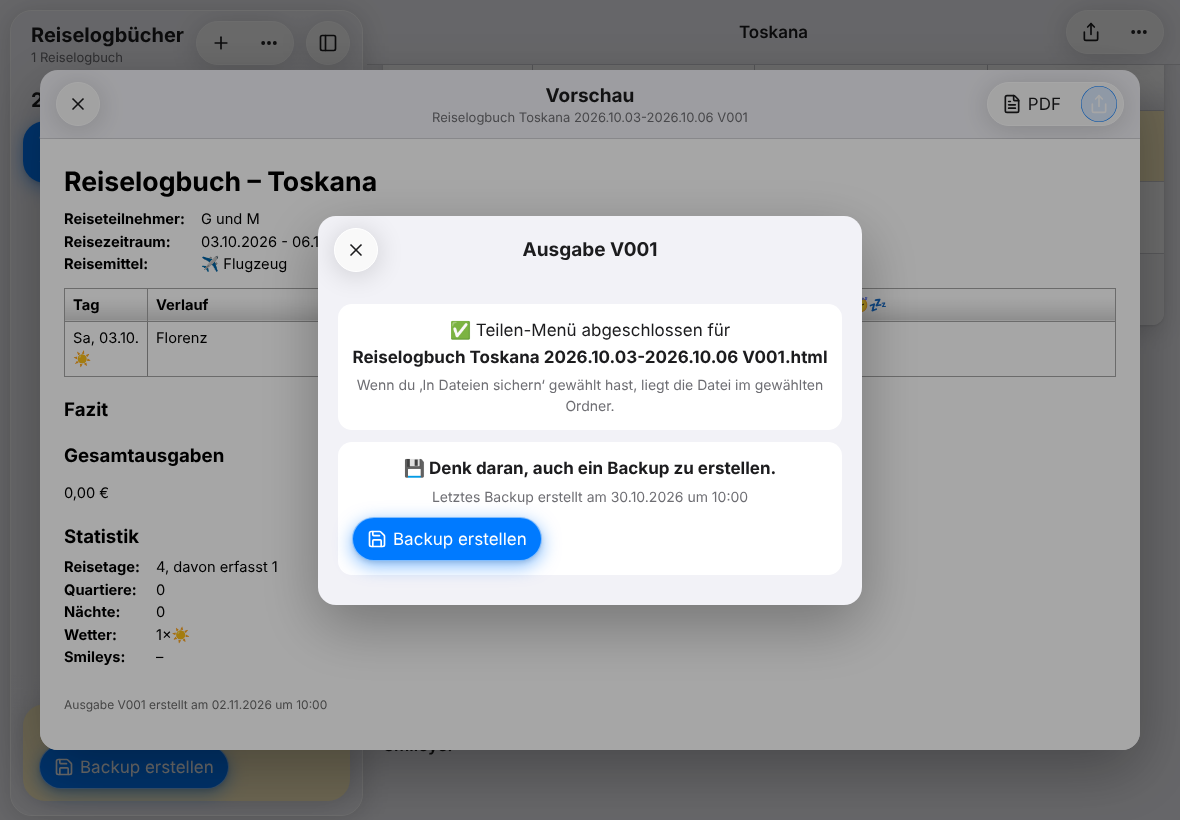 Reiselogbücher
1 Reiselogbuch
Toskana
Vorschau
Reiselogbuch Toskana 2026.10.03-2026.10.06 V001
PDF
Reiselogbuch – Toskana
Reiseteilnehmer: G und M
Reisezeitraum: 03.10.2026 - 06.1
Reisemittel: ✈️ Flugzeug
Tag Verlauf 💤
Sa, 03.10. Florenz
☀️
Fazit
Gesamtausgaben
0,00 €
Statistik
Reisetage: 4, davon erfasst 1
Quartiere: 0
Nächte: 0
Wetter: 1×☀️
Smileys: –
Ausgabe V001 erstellt am 02.11.2026 um 10:00
Ausgabe V001
✅ Teilen-Menü abgeschlossen für
Reiselogbuch Toskana 2026.10.03-2026.10.06 V001.html
Wenn du ‚In Dateien sichern‘ gewählt hast, liegt die Datei im gewählten
Ordner.
💾 Denk daran, auch ein Backup zu erstellen.
Letztes Backup erstellt am 30.10.2026 um 10:00
Backup erstellen
Backup erstellen